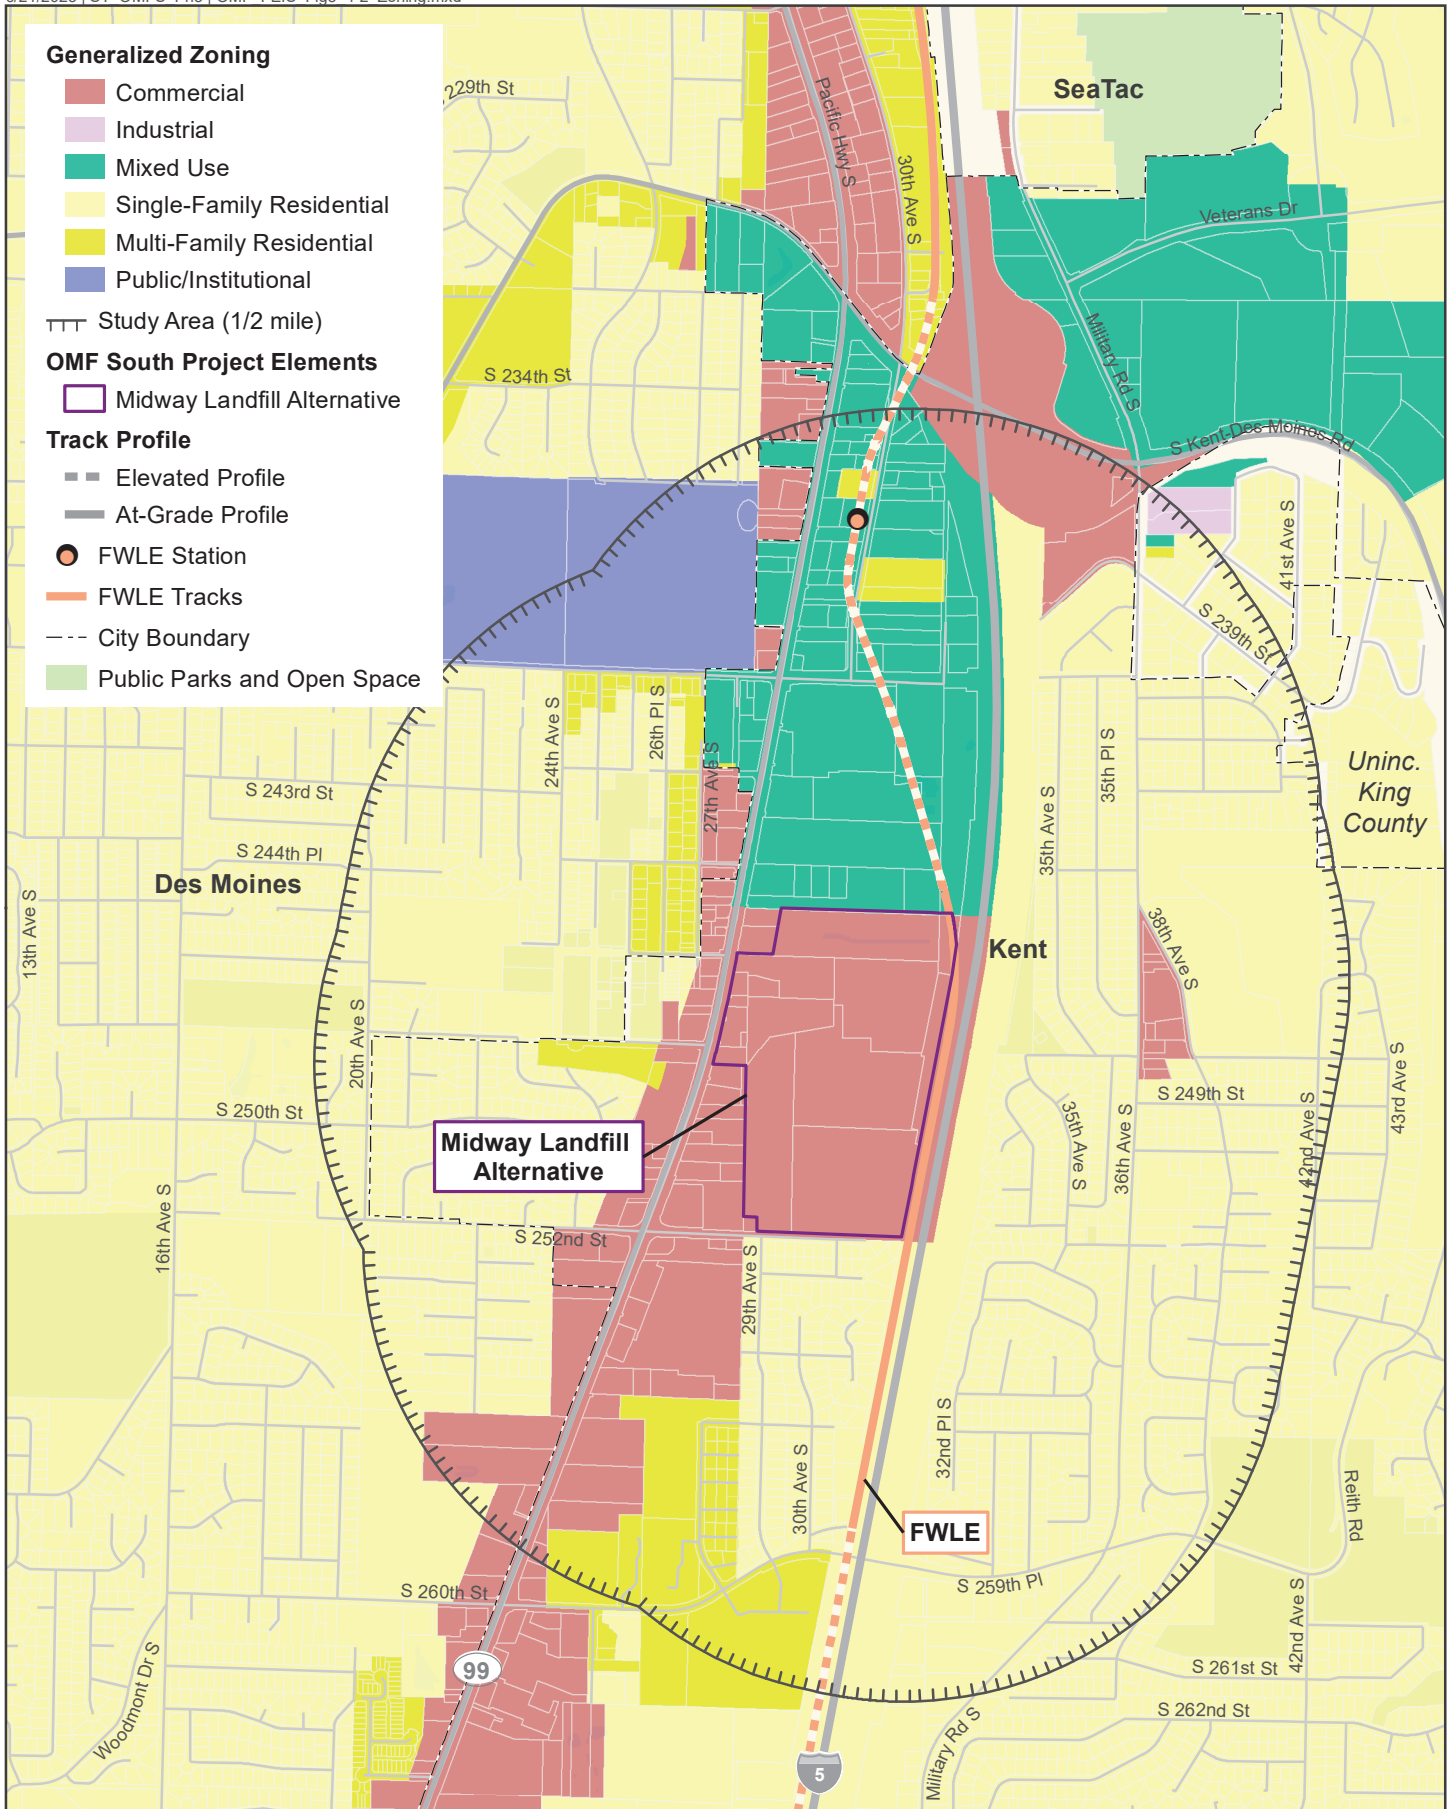 Generalized Zoning
Commercial
Industrial
Mixed Use
Single-Family Residential
Multi-Family Residential
Public/Institutional
Study Area (1/2 mile)
OMF South Project Elements
Midway Landfill Alternative
Track Profile
Elevated Profile
At-Grade Profile
FWLE Station
FWLE Tracks
City Boundary
Public Parks and Open Space
229th St
Pacific Hwy S
30th Ave S
SeaTac
Veterans Dr
Military Rd S
S 234th St
S Kent-Des Moines Rd
41st Ave S
S 239th St
24th Ave S
26th Pl S
27th Ave S
35th Pl S
35th Ave S
Uninc.
King
County
S 243rd St
S 244th Pl
Des Moines
13th Ave S
Kent
38th Ave S
20th Ave S
S 250th St
S 249th St
43rd Ave S
42nd Ave S
35th Ave S
36th Ave S
Midway Landfill
Alternative
16th Ave S
S 252nd St
29th Ave S
32nd Pl S
30th Ave S
Reith Rd
FWLE
S 259th Pl
S 260th St
42nd Ave S
99
S 261st St
S 262nd St
Woodmont Dr S
Military Rd S
5